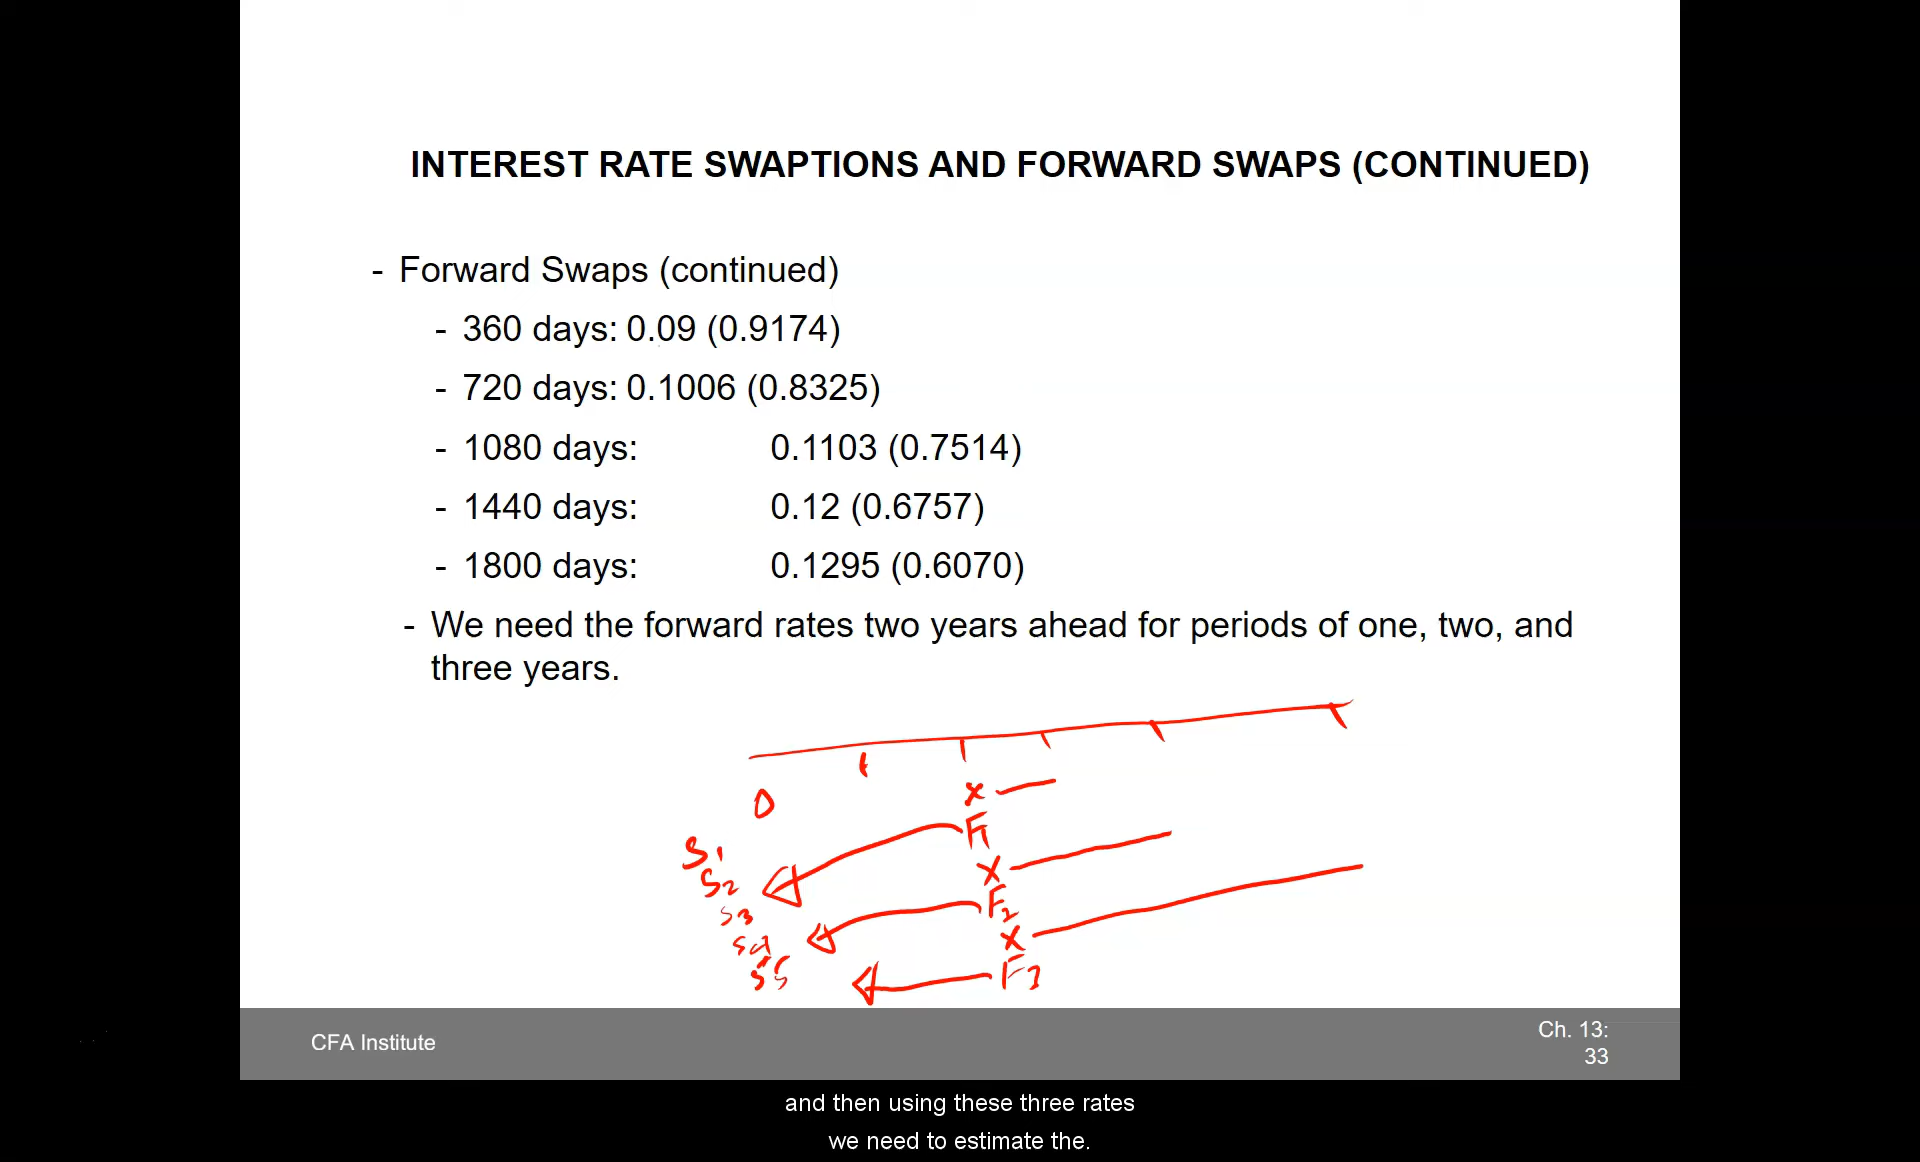 INTEREST RATE SWAPTIONS AND FORWARD SWAPS (CONTINUED)
- Forward Swaps (continued)
- 360 days: 0.09 (0.9174)
- 720 days: 0.1006 (0.8325)
- 1080 days: 0.1103 (0.7514)
- 1440 days: 0.12 (0.6757)
- 1800 days: 0.1295 (0.6070)
- We need the forward rates two years ahead for periods of one, two, and
three years.
0
x
F1
S1
x
S2
F2
S3
x
S4
F3
S5
CFA Institute
Ch. 13:
33
and then using these three rates
we need to estimate the.